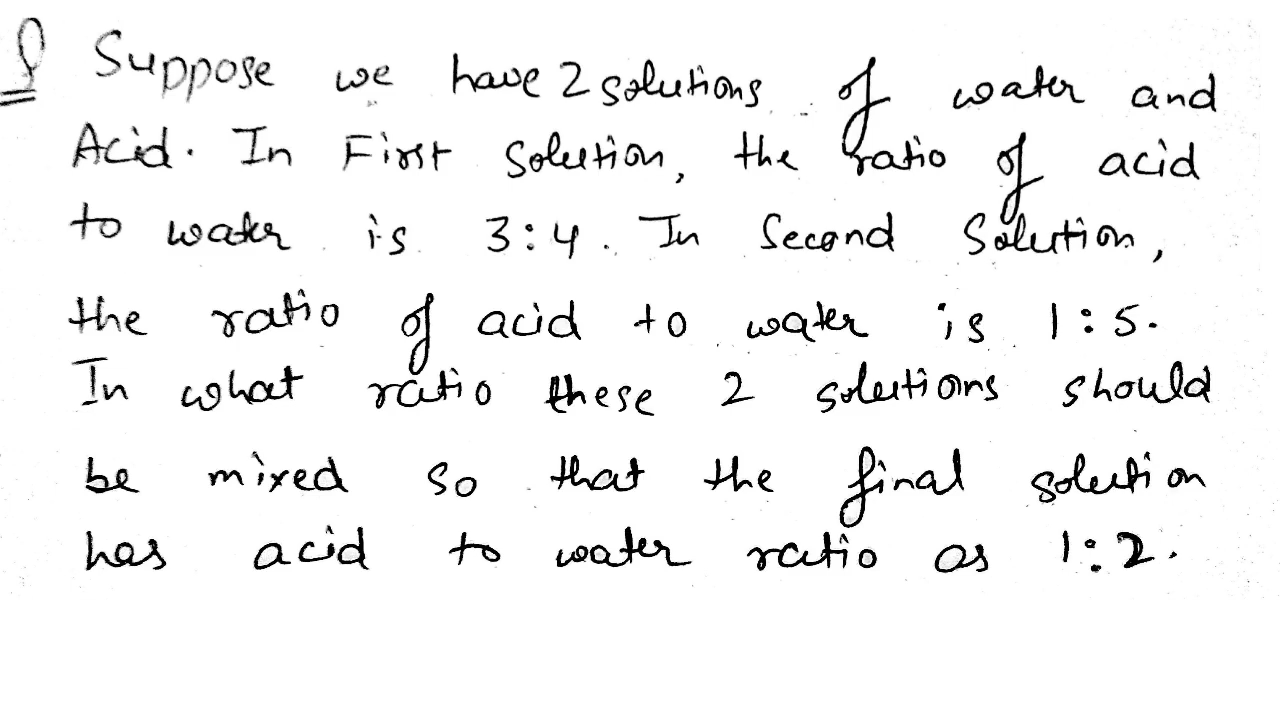 Q Suppose we have 2 solutions of water and
Acid. In First Solution, the ratio of acid
to water is 3:4. In Second Solution,
the ratio of acid to water is 1:5.
In what ratio these 2 solutions should
be mixed so that the final solution
has acid to water ratio as 1:2.